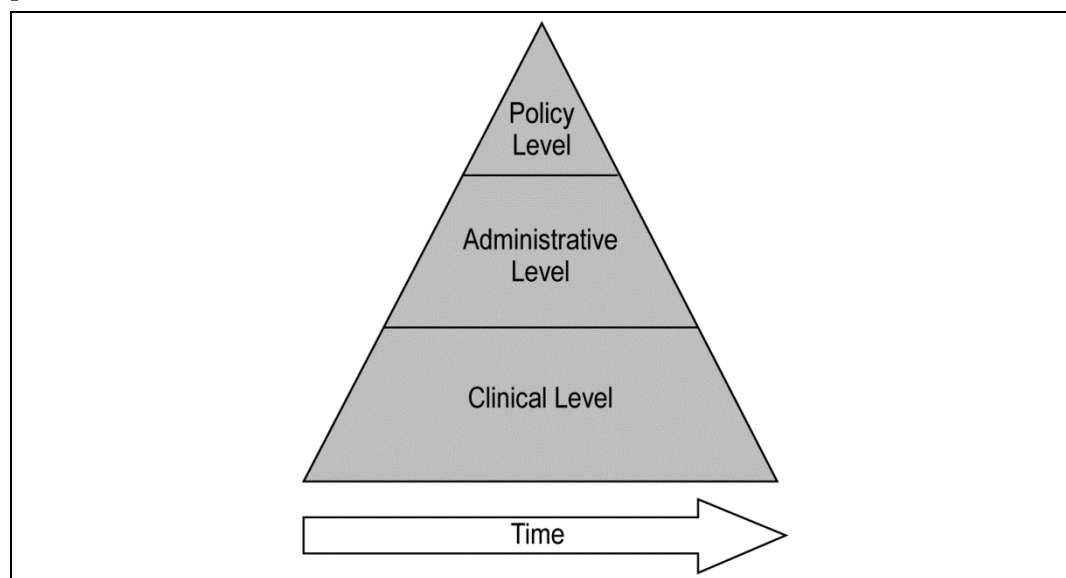 Policy
Level
Administrative
Level
Clinical Level
Time